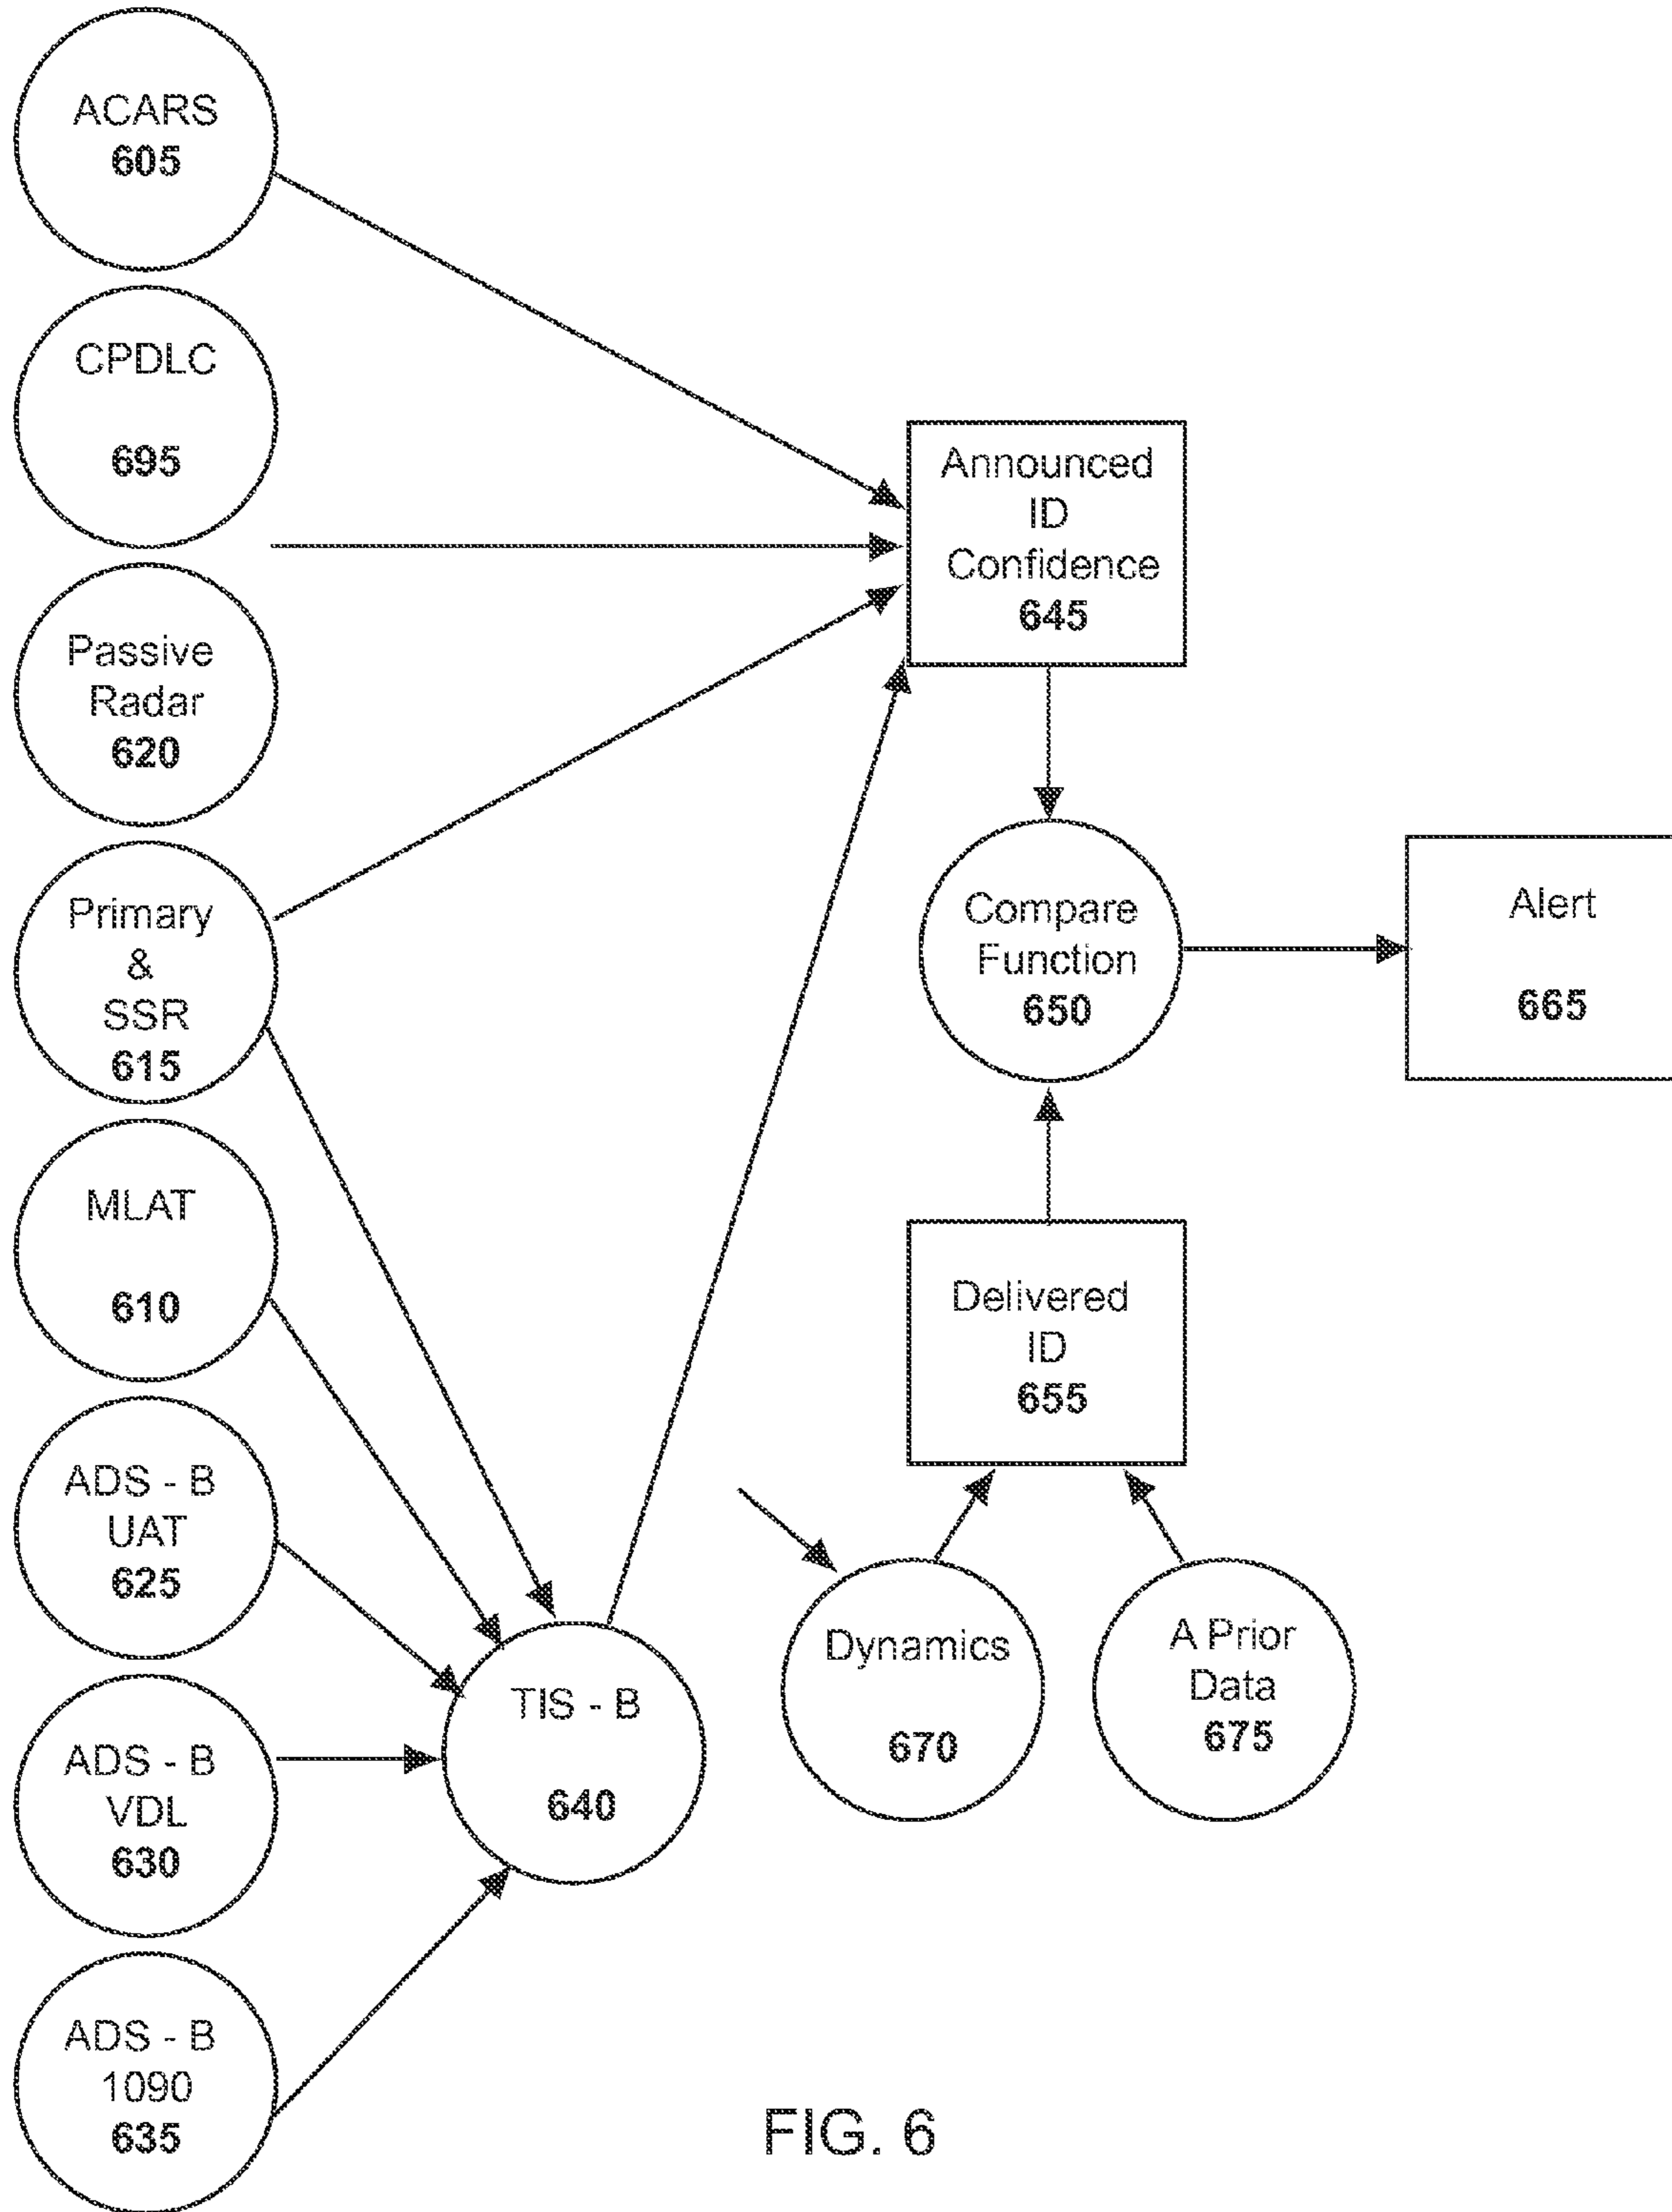 ACARS
605
CPDLC
695
Passive
Radar
620
Primary
&
SSR
615
MLAT
610
ADS - B
UAT
625
ADS - B
VDL
630
ADS - B
1090
635
TIS - B
640
Announced
ID
Confidence
645
Compare
Function
650
Alert
665
Delivered
ID
655
Dynamics
670
A Prior
Data
675
FIG. 6